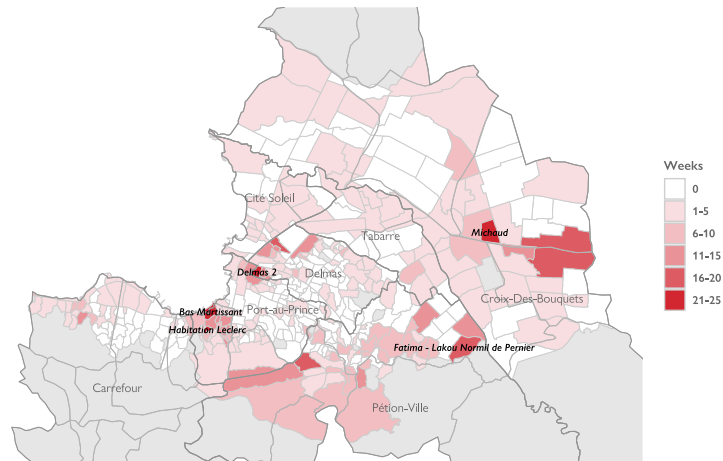 Weeks
0
1–5
6–10
11–15
16–20
21–25
Cité Soleil
Tabarre
Michaud
Delmas 2
Delmas
Croix-Des-Bouquets
Bas Martissant
Port-au-Prince
Habitation Leclerc
Fatima - Lakou Normil de Pernier
Carrefour
Pétion-Ville